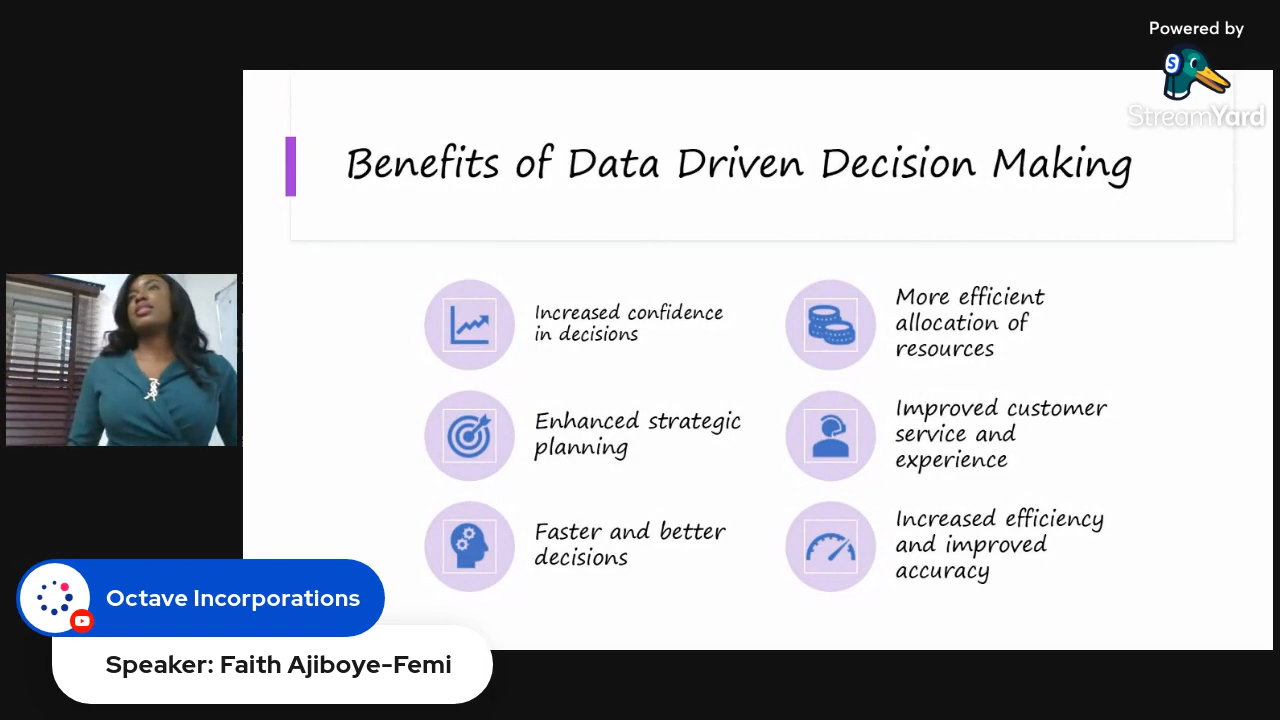 Powered by
StreamYard
Benefits of Data Driven Decision Making
Increased confidence
in decisions
More efficient
allocation of
resources
Enhanced strategic
planning
Improved customer
service and
experience
Faster and better
decisions
Increased efficiency
and improved
accuracy
Octave Incorporations
Speaker: Faith Ajiboye-Femi